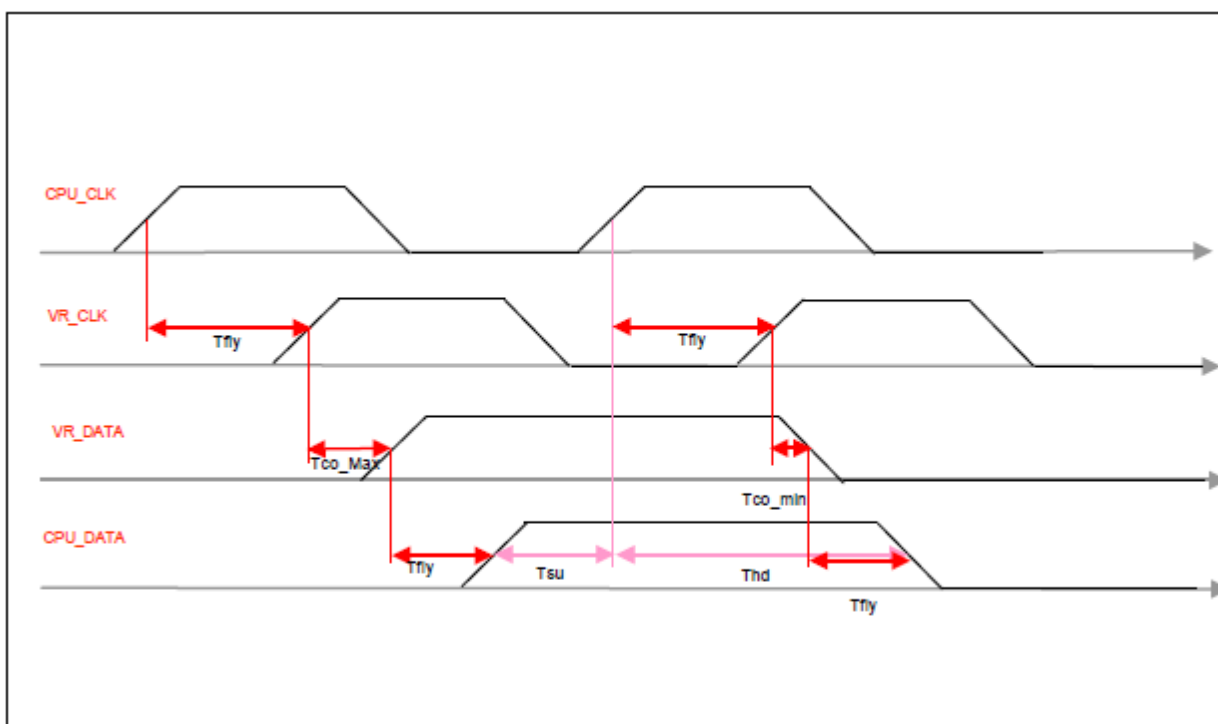 CPU_CLK
VR_CLK
Tfly
Tfly
VR_DATA
Tco_Max
Tco_min
CPU_DATA
Tfly
Tsu
Thd
Tfly